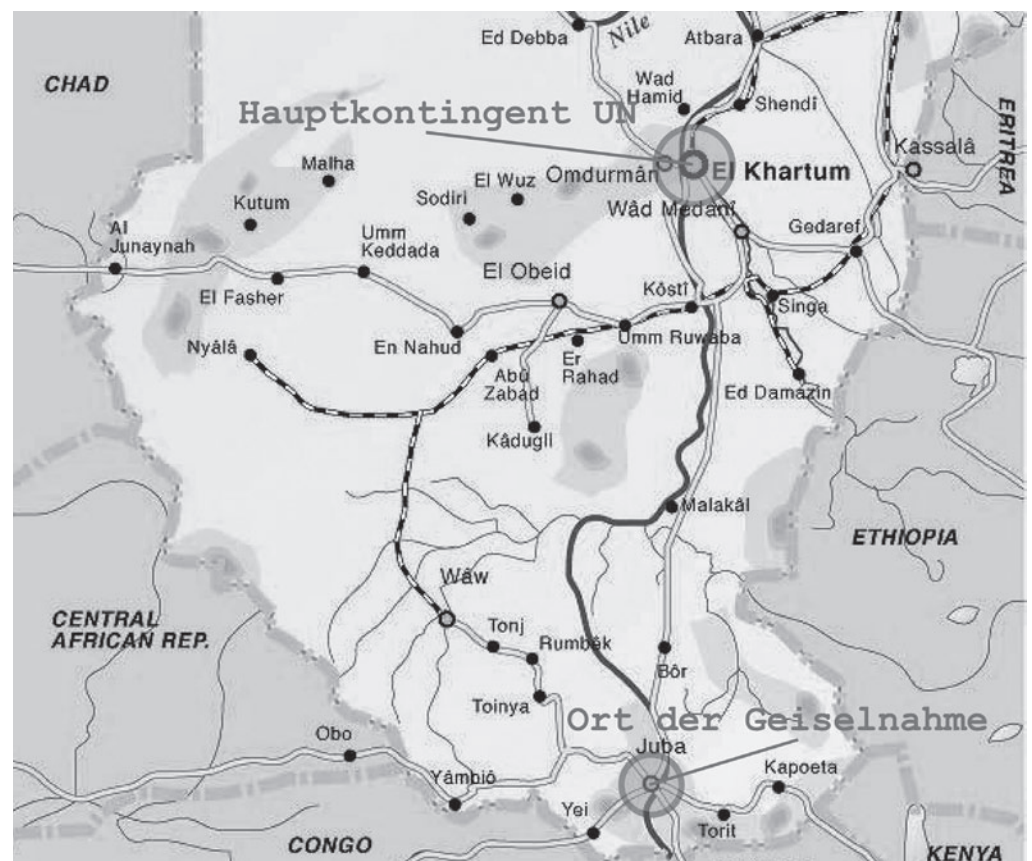 Ed Debba
Nile
Atbara
CHAD
Wad
Hamid
Shendi
ERITREA
Hauptkontingent UN
Kassalâ
Malha
Omdurmân
El Khartum
El Wuz
Kutum
Sodiri
Wâd Medanî
Al
Junaynah
Umm
Keddada
Gedaref
El Obeid
El Fasher
Kôstî
Singa
Nyâlâ
En Nahud
Umm Ruwaba
Abû
Zabad
Er
Rahad
Ed Damazin
Kâdugli
Malakâl
ETHIOPIA
Wâw
CENTRAL
AFRICAN REP.
Tonj
Rumbêk
Bôr
Toinya
Ort der Geiselnahme
Obo
Juba
Yâmbiô
Kapoeta
Yei
Torit
CONGO
KENYA